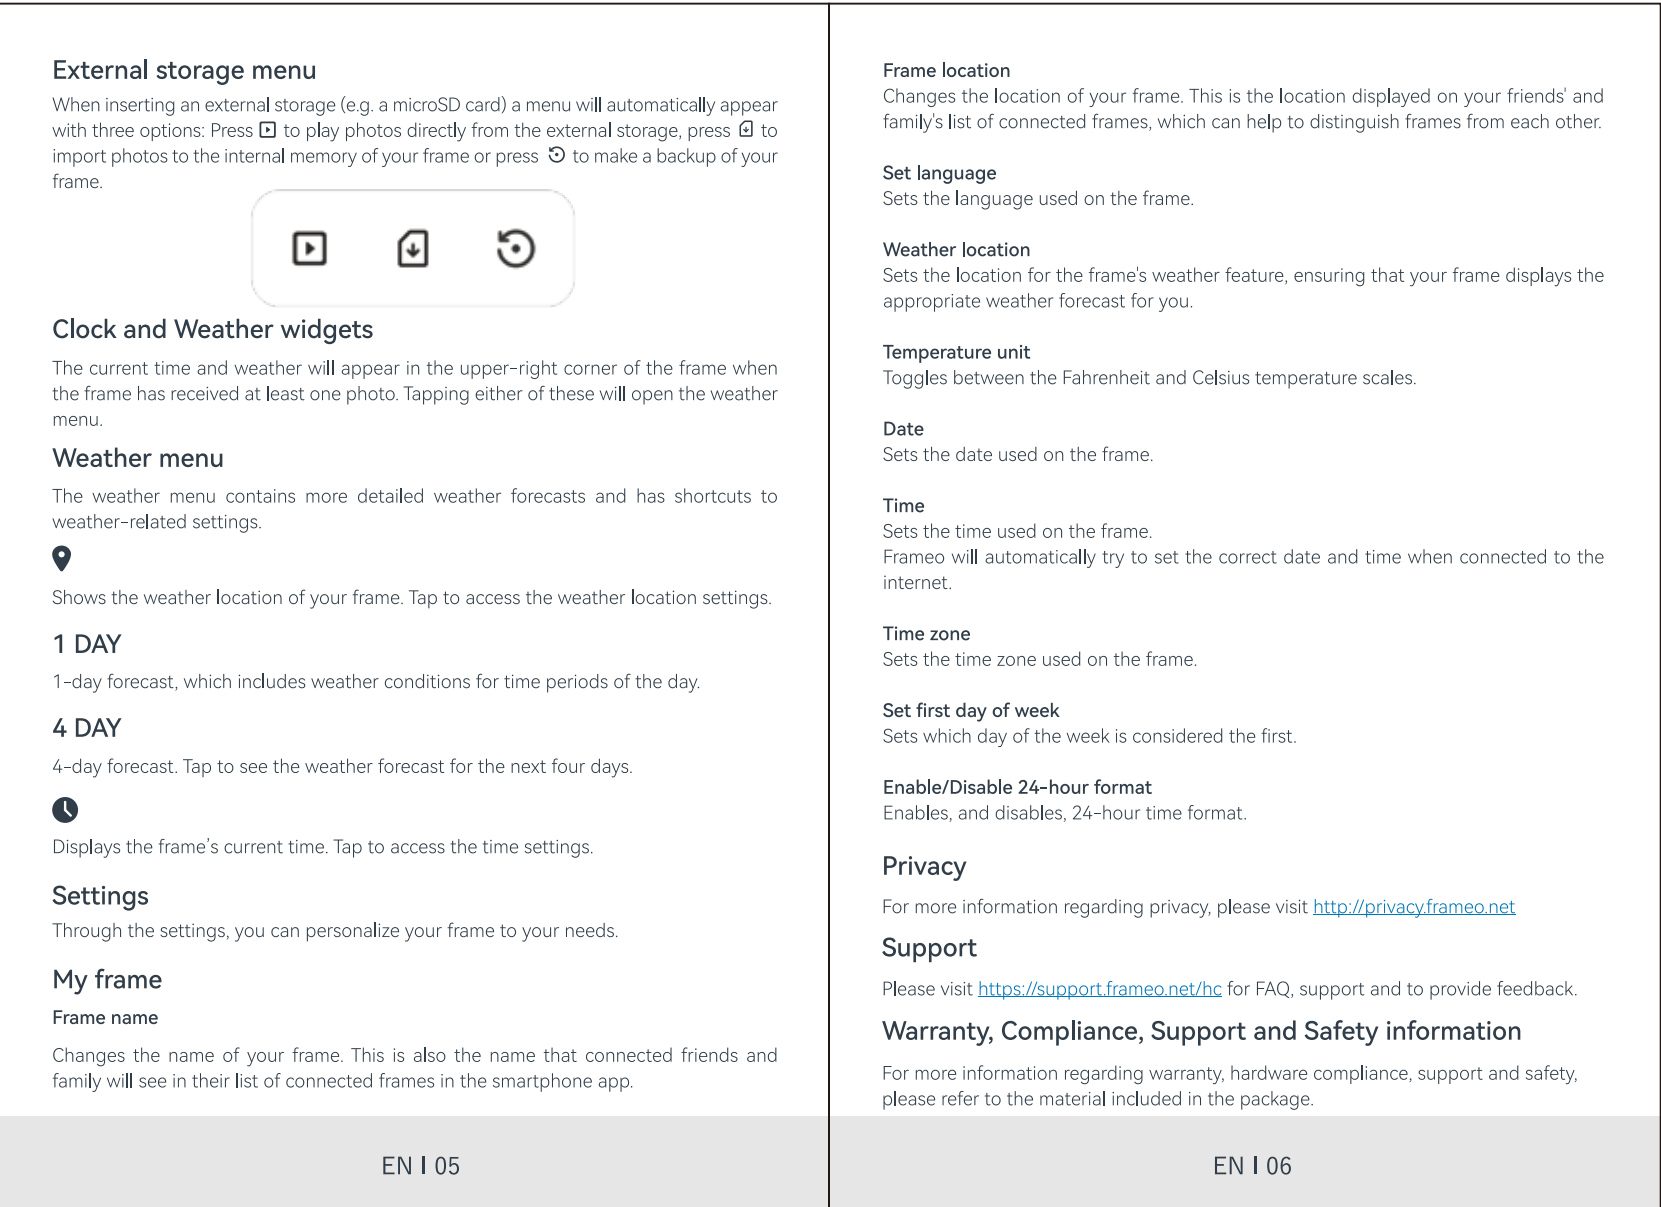 External storage menu
When inserting an external storage (e.g. a microSD card) a menu will automatically appear
with three options: Press to play photos directly from the external storage, press to
import photos to the internal memory of your frame or press to make a backup of your
frame.
Clock and Weather widgets
The current time and weather will appear in the upper-right corner of the frame when
the frame has received at least one photo. Tapping either of these will open the weather
menu.
Weather menu
The weather menu contains more detailed weather forecasts and has shortcuts to
weather-related settings.
Shows the weather location of your frame. Tap to access the weather location settings.
1 DAY
1-day forecast, which includes weather conditions for time periods of the day.
4 DAY
4-day forecast. Tap to see the weather forecast for the next four days.
Displays the frame's current time. Tap to access the time settings.
Settings
Through the settings, you can personalize your frame to your needs.
My frame
Frame name
Changes the name of your frame. This is also the name that connected friends and
family will see in their list of connected frames in the smartphone app.
EN | 05
Frame location
Changes the location of your frame. This is the location displayed on your friends' and
family's list of connected frames, which can help to distinguish frames from each other.
Set language
Sets the language used on the frame.
Weather location
Sets the location for the frame's weather feature, ensuring that your frame displays the
appropriate weather forecast for you.
Temperature unit
Toggles between the Fahrenheit and Celsius temperature scales.
Date
Sets the date used on the frame.
Time
Sets the time used on the frame.
Frameo will automatically try to set the correct date and time when connected to the
internet.
Time zone
Sets the time zone used on the frame.
Set first day of week
Sets which day of the week is considered the first.
Enable/Disable 24-hour format
Enables, and disables, 24-hour time format.
Privacy
For more information regarding privacy, please visit http://privacy.frameo.net
Support
Please visit https://support.frameo.net/hc for FAQ, support and to provide feedback.
Warranty, Compliance, Support and Safety information
For more information regarding warranty, hardware compliance, support and safety,
please refer to the material included in the package.
EN | 06